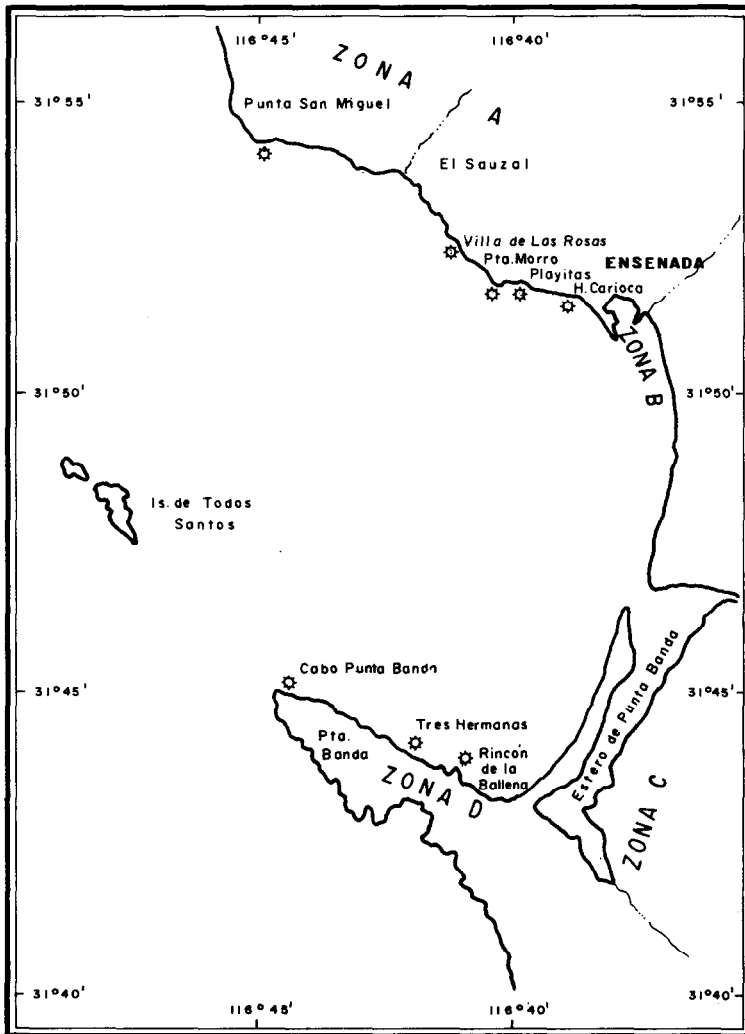 116°45'
116°40'
ZONA A
31°55'
31°55'
Punta San Miguel
El Sauzal
Villa de Las Rosas
Pta. Morro
ENSENADA
Playitas
H. Carioca
ZONA B
31°50'
31°50'
Is. de Todos
Santos
Estero de Punta Banda
Cabo Punta Banda
31°45'
31°45'
Tres Hermanas
Pta.
Banda
Rincón
de la
Ballena
ZONA D
ZONA C
31°40'
31°40'
116°45'
116°40'